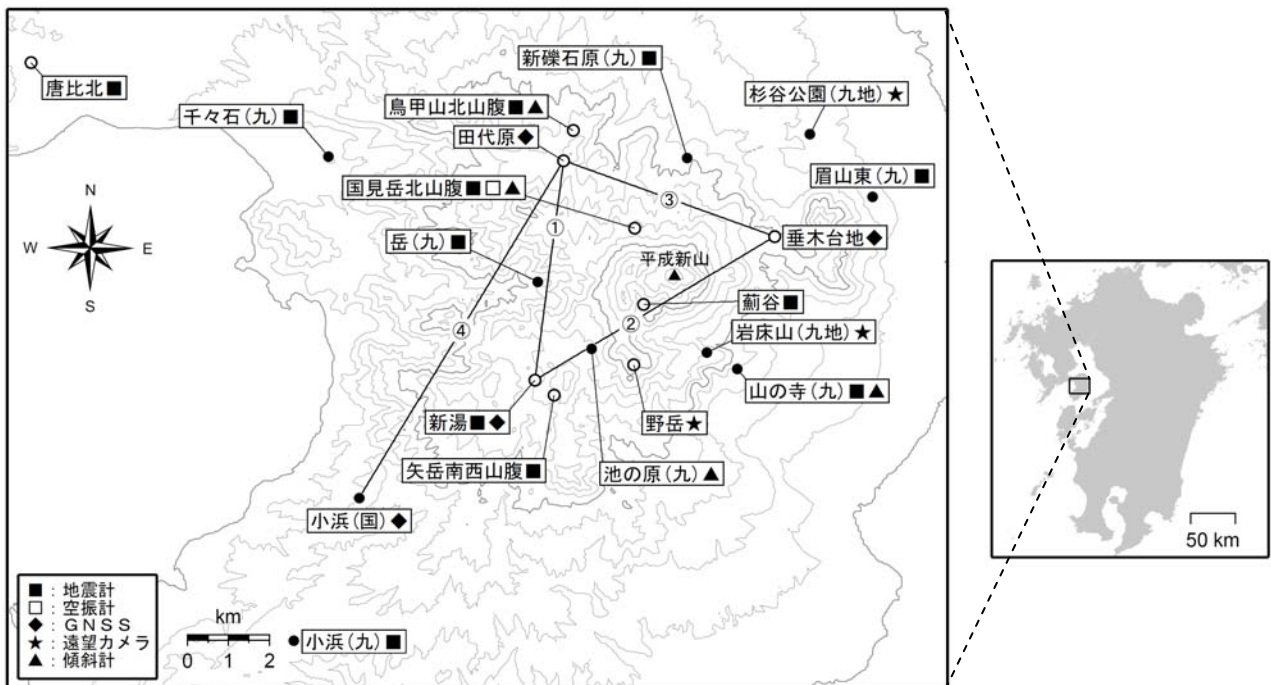 新礫石原(九)■
唐比北■
杉谷公園(九地)★
鳥甲山北山腹■▲
千々石(九)■
田代原◆
眉山東(九)■
国見岳北山腹■□▲
③
N
①
垂木台地◆
W E
岳(九)■
平成新山
S
薊谷■
④
②
岩床山(九地)★
山の寺(九)■▲
新湯■◆
野岳★
矢岳南西山腹■
池の原(九)▲
小浜(国)◆
50 km
■:地震計
□:空振計
◆:GNSS
★:遠望カメラ
▲:傾斜計
km
0 1 2
小浜(九)■